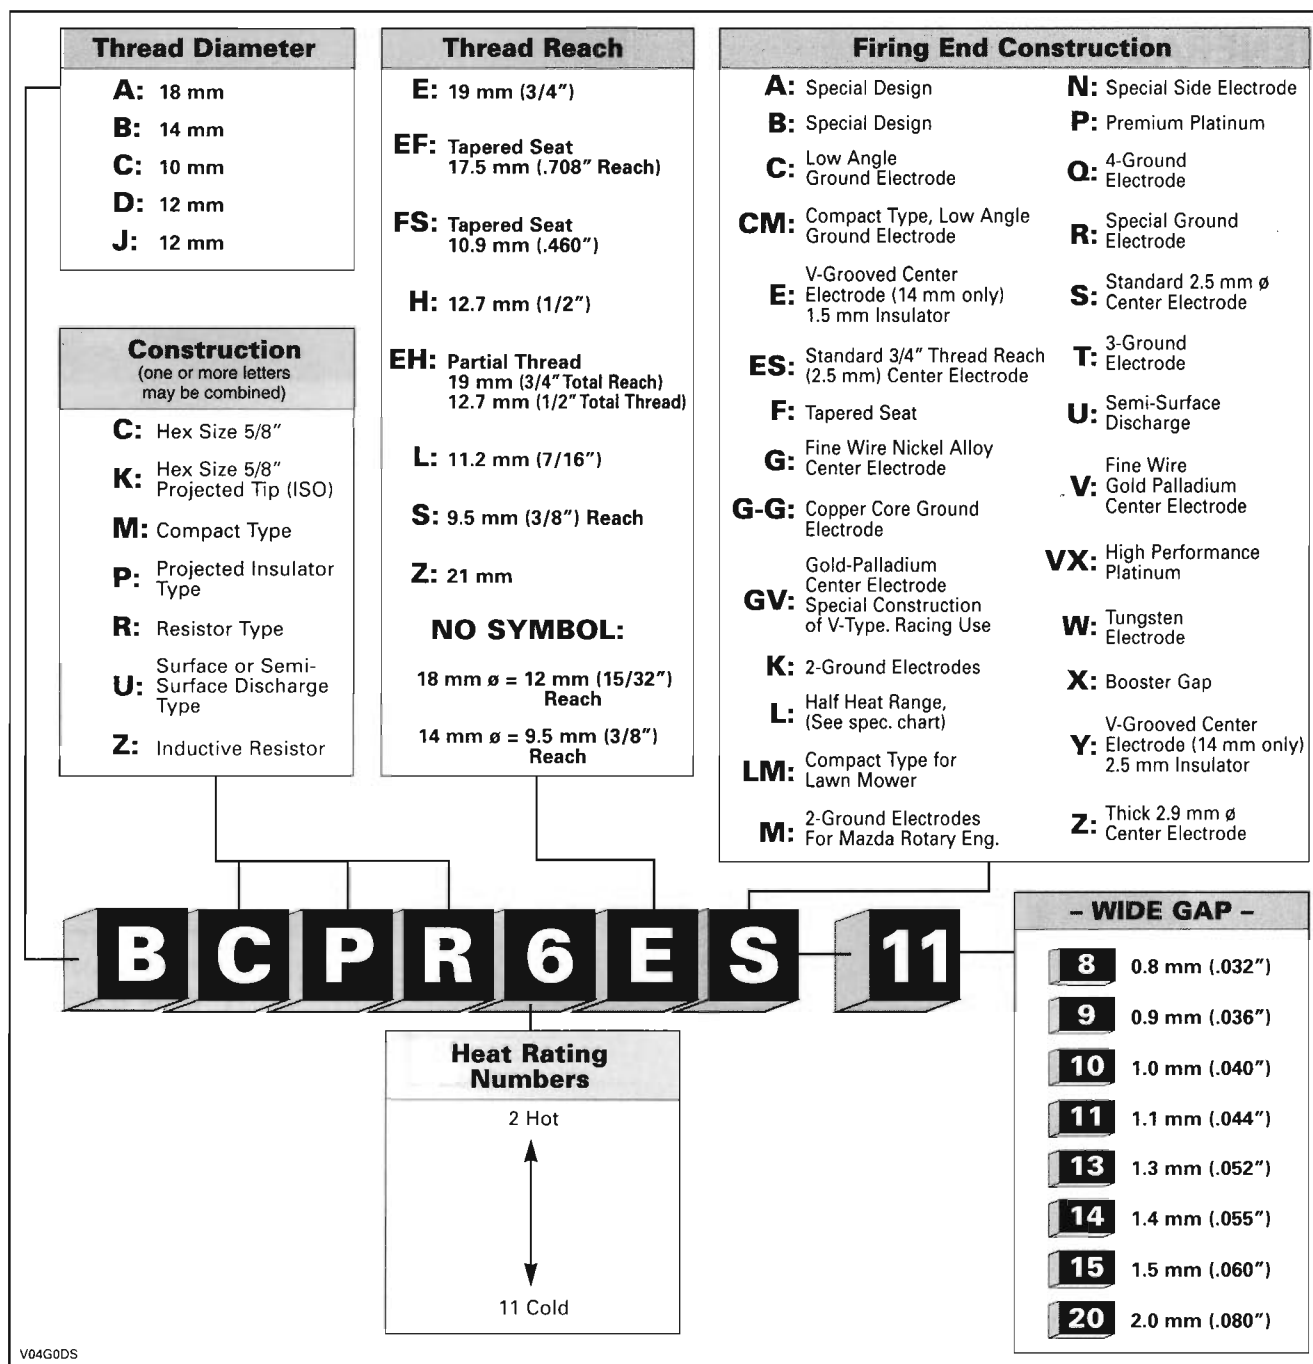 Thread Diameter
A: 18 mm
B: 14 mm
C: 10 mm
D: 12 mm
J: 12 mm
Construction
(one or more letters
may be combined)
C: Hex Size 5/8″
K: Hex Size 5/8″
Projected Tip (ISO)
M: Compact Type
P: Projected Insulator
Type
R: Resistor Type
U: Surface or Semi-
Surface Discharge
Type
Z: Inductive Resistor
Thread Reach
E: 19 mm (3/4″)
EF: Tapered Seat
17.5 mm (.708″ Reach)
FS: Tapered Seat
10.9 mm (.460″)
H: 12.7 mm (1/2″)
EH: Partial Thread
19 mm (3/4″ Total Reach)
12.7 mm (1/2″ Total Thread)
L: 11.2 mm (7/16″)
S: 9.5 mm (3/8″) Reach
Z: 21 mm
NO SYMBOL:
18 mm ø = 12 mm (15/32″)
Reach
14 mm ø = 9.5 mm (3/8″)
Reach
Firing End Construction
A: Special Design
B: Special Design
C: Low Angle
Ground Electrode
CM: Compact Type, Low Angle
Ground Electrode
E: V-Grooved Center
Electrode (14 mm only)
1.5 mm Insulator
ES: Standard 3/4″ Thread Reach
(2.5 mm) Center Electrode
F: Tapered Seat
G: Fine Wire Nickel Alloy
Center Electrode
G-G: Copper Core Ground
Electrode
GV: Gold-Palladium
Center Electrode
Special Construction
of V-Type. Racing Use
K: 2-Ground Electrodes
L: Half Heat Range,
(See spec. chart)
LM: Compact Type for
Lawn Mower
M: 2-Ground Electrodes
For Mazda Rotary Eng.
N: Special Side Electrode
P: Premium Platinum
Q: 4-Ground
Electrode
R: Special Ground
Electrode
S: Standard 2.5 mm ø
Center Electrode
T: 3-Ground
Electrode
U: Semi-Surface
Discharge
V: Fine Wire
Gold Palladium
Center Electrode
VX: High Performance
Platinum
W: Tungsten
Electrode
X: Booster Gap
Y: V-Grooved Center
Electrode (14 mm only)
2.5 mm Insulator
Z: Thick 2.9 mm ø
Center Electrode
B C P R 6 E S 11
Heat Rating
Numbers
2 Hot
11 Cold
– WIDE GAP –
8 0.8 mm (.032″)
9 0.9 mm (.036″)
10 1.0 mm (.040″)
11 1.1 mm (.044″)
13 1.3 mm (.052″)
14 1.4 mm (.055″)
15 1.5 mm (.060″)
20 2.0 mm (.080″)
V04G0DS